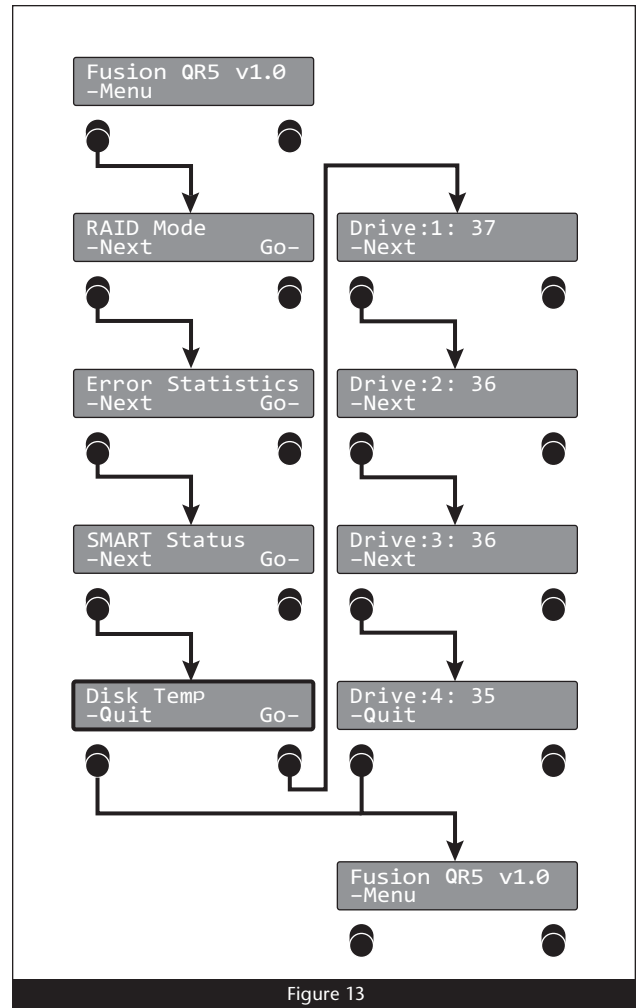 Fusion QR5 v1.0
–Menu
RAID Mode
–Next Go–
Error Statistics
–Next Go–
SMART Status
–Next Go–
Disk Temp
–Quit Go–
Drive:1: 37
–Next
Drive:2: 36
–Next
Drive:3: 36
–Next
Drive:4: 35
–Quit
Fusion QR5 v1.0
–Menu
Figure 13